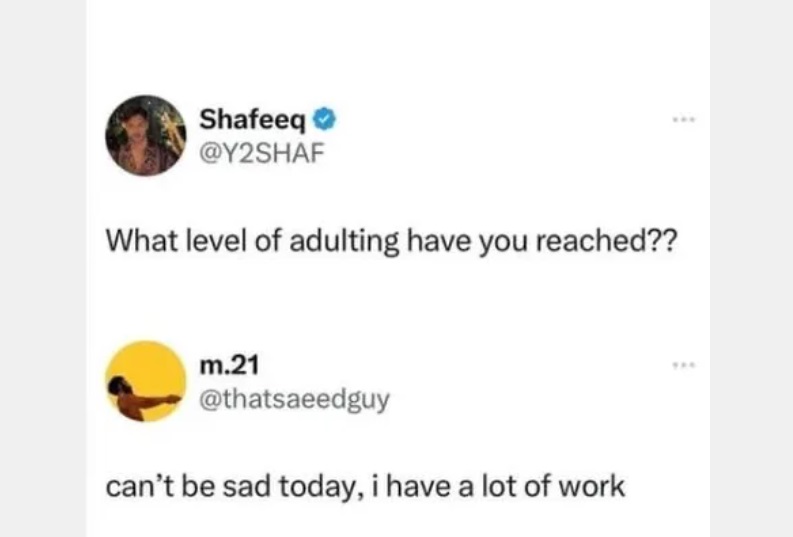 Shafeeq
@Y2SHAF
What level of adulting have you reached??
m.21
@thatsaeedguy
can’t be sad today, i have a lot of work